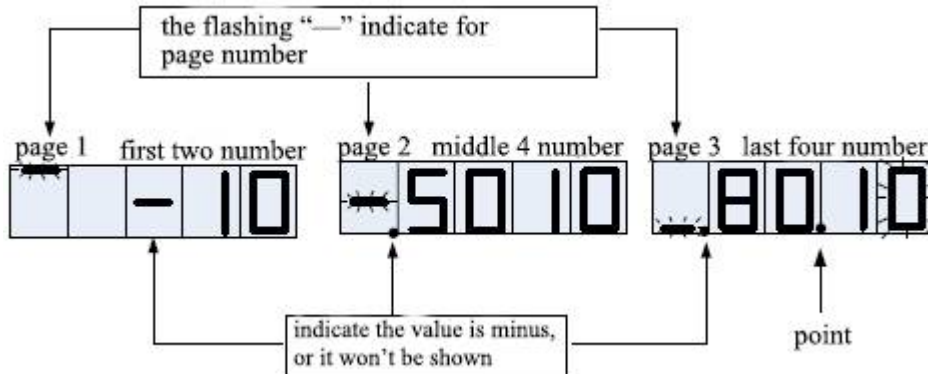 the flashing “—” indicate for
page number
page 1 first two number page 2 middle 4 number page 3 last four number
-10 5010 80.10
indicate the value is minus,
or it won’t be shown
point